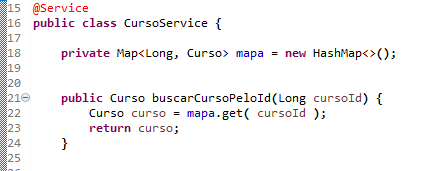 15 @Service
16 public class CursoService {
17
18 private Map<Long, Curso> mapa = new HashMap<>();
19
20
21 public Curso buscarCursoPeloId(Long cursoId) {
22 Curso curso = mapa.get( cursoId );
23 return curso;
24 }
25